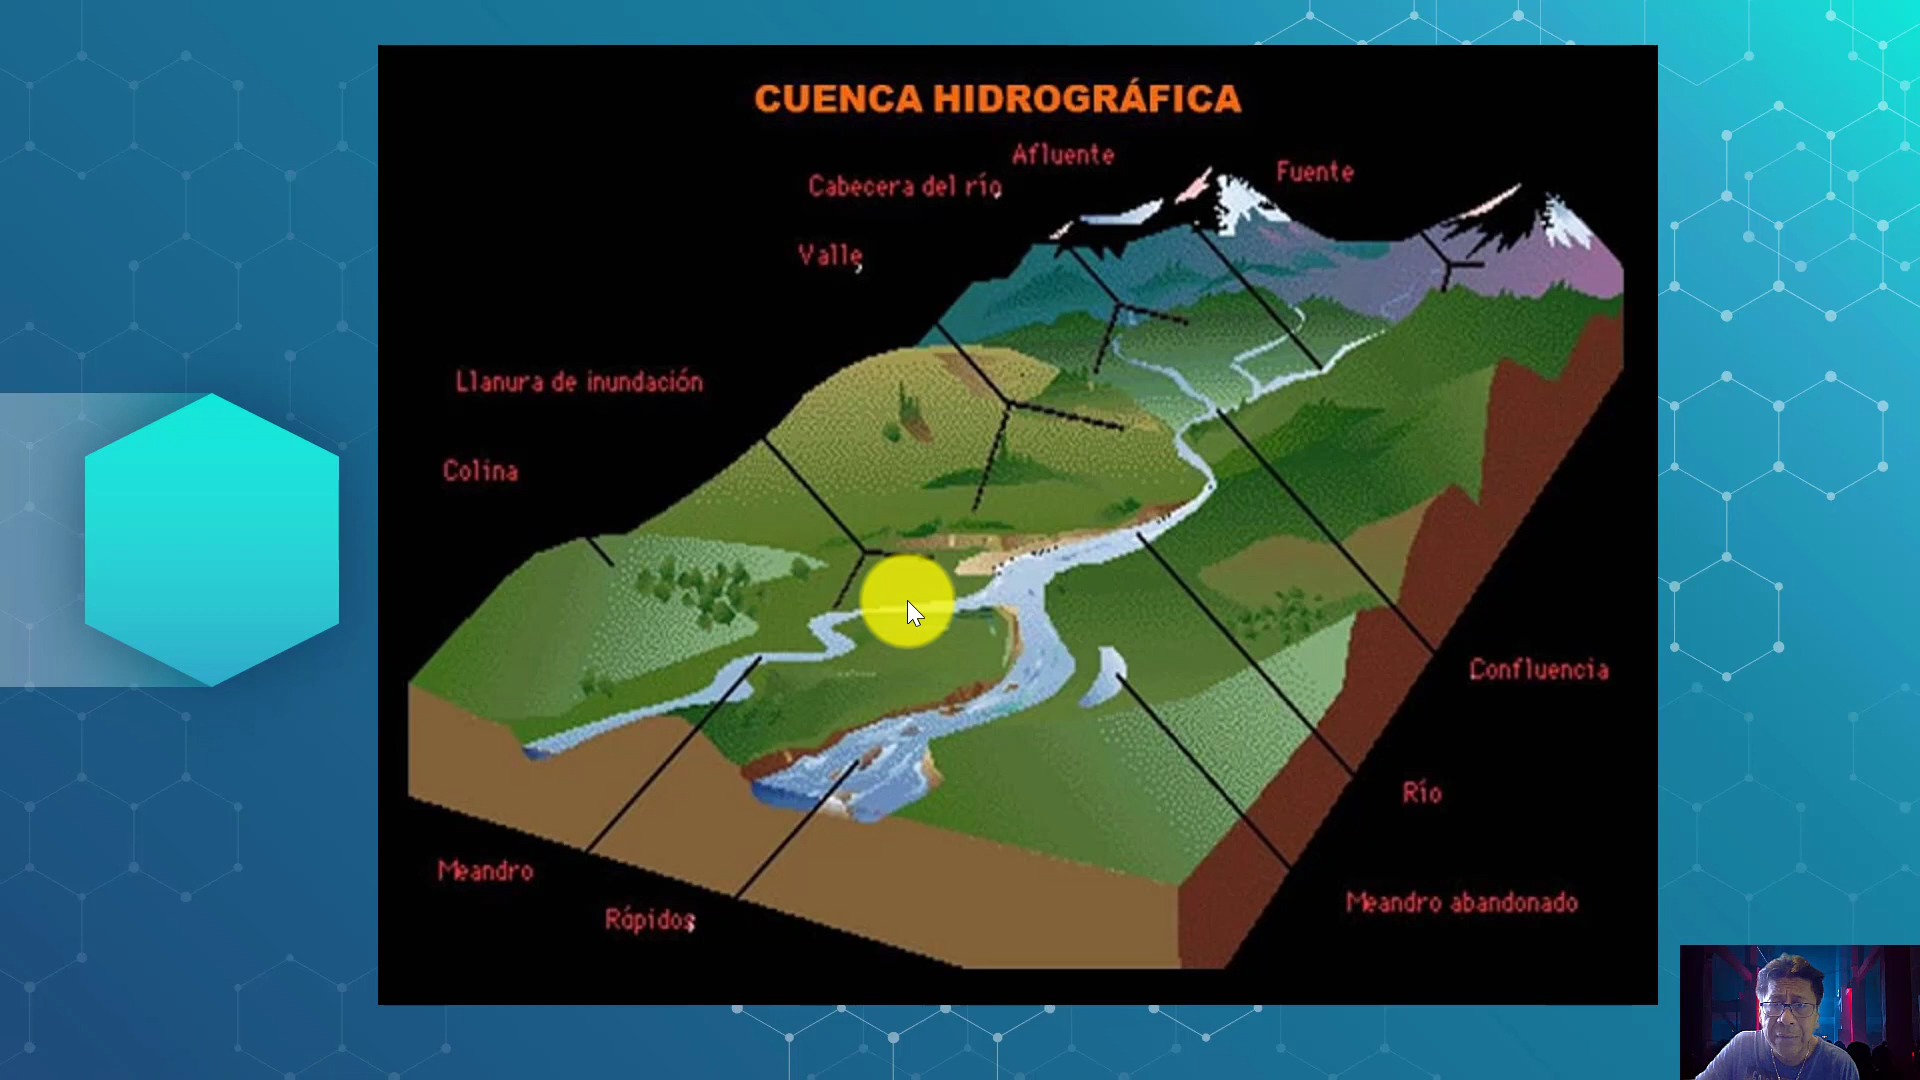 CUENCA HIDROGRÁFICA
Afluente
Fuente
Cabecera del río
Valle
Llanura de inundación
Colina
Confluencia
Río
Meandro
Meandro abandonado
Rápidos